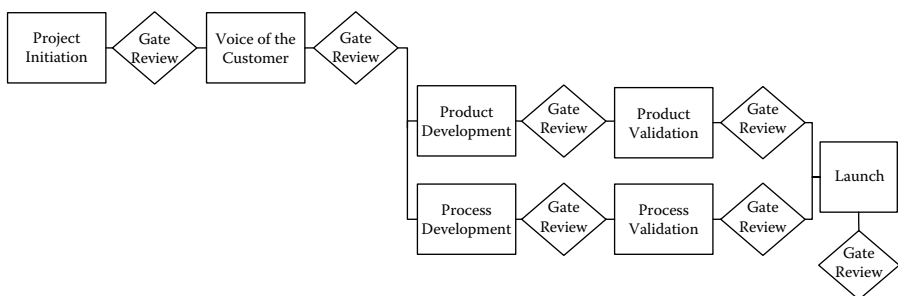 Project
Initiation
Gate
Review
Voice of the
Customer
Gate
Review
Product
Development
Gate
Review
Product
Validation
Gate
Review
Process
Development
Gate
Review
Process
Validation
Gate
Review
Launch
Gate
Review